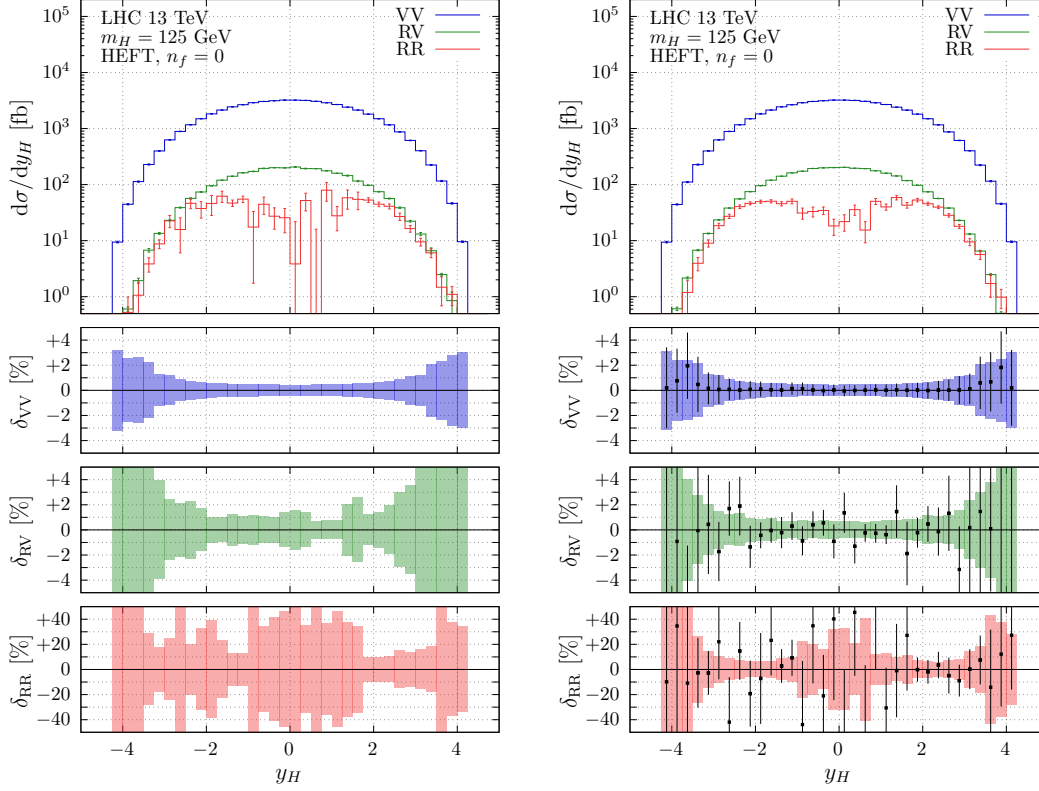 LHC 13 TeV
m_H = 125 GeV
HEFT, n_f = 0
VV
RV
RR
10^5
10^4
10^3
10^2
10^1
10^0
dσ/dy_H [fb]
+4
+2
0
−2
−4
δ_VV [%]
+4
+2
0
−2
−4
δ_RV [%]
+40
+20
0
−20
−40
δ_RR [%]
−4 −2 0 2 4
y_H
LHC 13 TeV
m_H = 125 GeV
HEFT, n_f = 0
VV
RV
RR
10^5
10^4
10^3
10^2
10^1
10^0
dσ/dy_H [fb]
+4
+2
0
−2
−4
δ_VV [%]
+4
+2
0
−2
−4
δ_RV [%]
+40
+20
0
−20
−40
δ_RR [%]
−4 −2 0 2 4
y_H